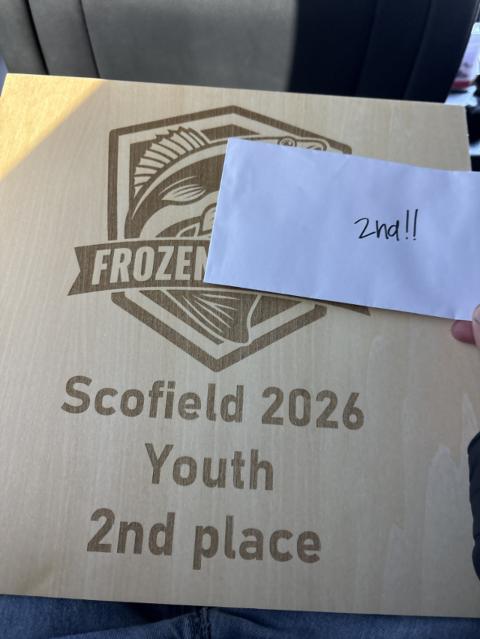 FROZEN
2nd!!
Scofield 2026
Youth
2nd place